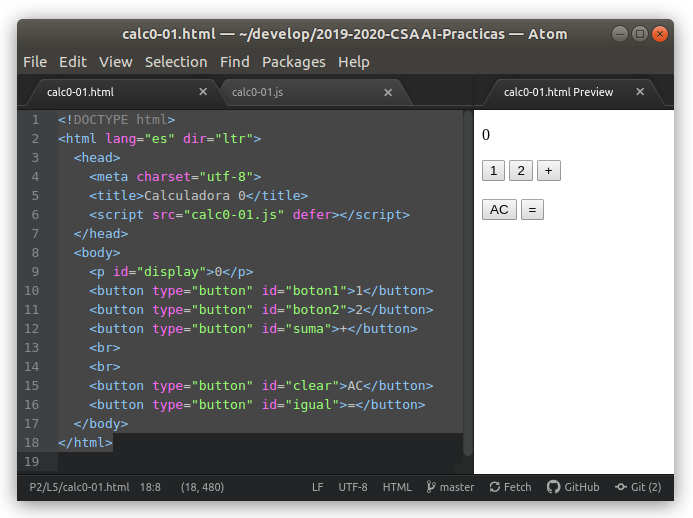 calc0-01.html — ~/develop/2019-2020-CSAAI-Practicas — Atom
File Edit View Selection Find Packages Help
calc0-01.html calc0-01.js calc0-01.html Preview
1 <!DOCTYPE html>
2 <html lang="es" dir="ltr">
3 <head>
4 <meta charset="utf-8">
5 <title>Calculadora 0</title>
6 <script src="calc0-01.js" defer></script>
7 </head>
8 <body>
9 <p id="display">0</p>
10 <button type="button" id="boton1">1</button>
11 <button type="button" id="boton2">2</button>
12 <button type="button" id="suma">+</button>
13 <br>
14 <br>
15 <button type="button" id="clear">AC</button>
16 <button type="button" id="igual">=</button>
17 </body>
18 </html>
19
0
1 2 +
AC =
P2/L5/calc0-01.html 18:8 (18, 480) LF UTF-8 HTML master Fetch GitHub Git (2)